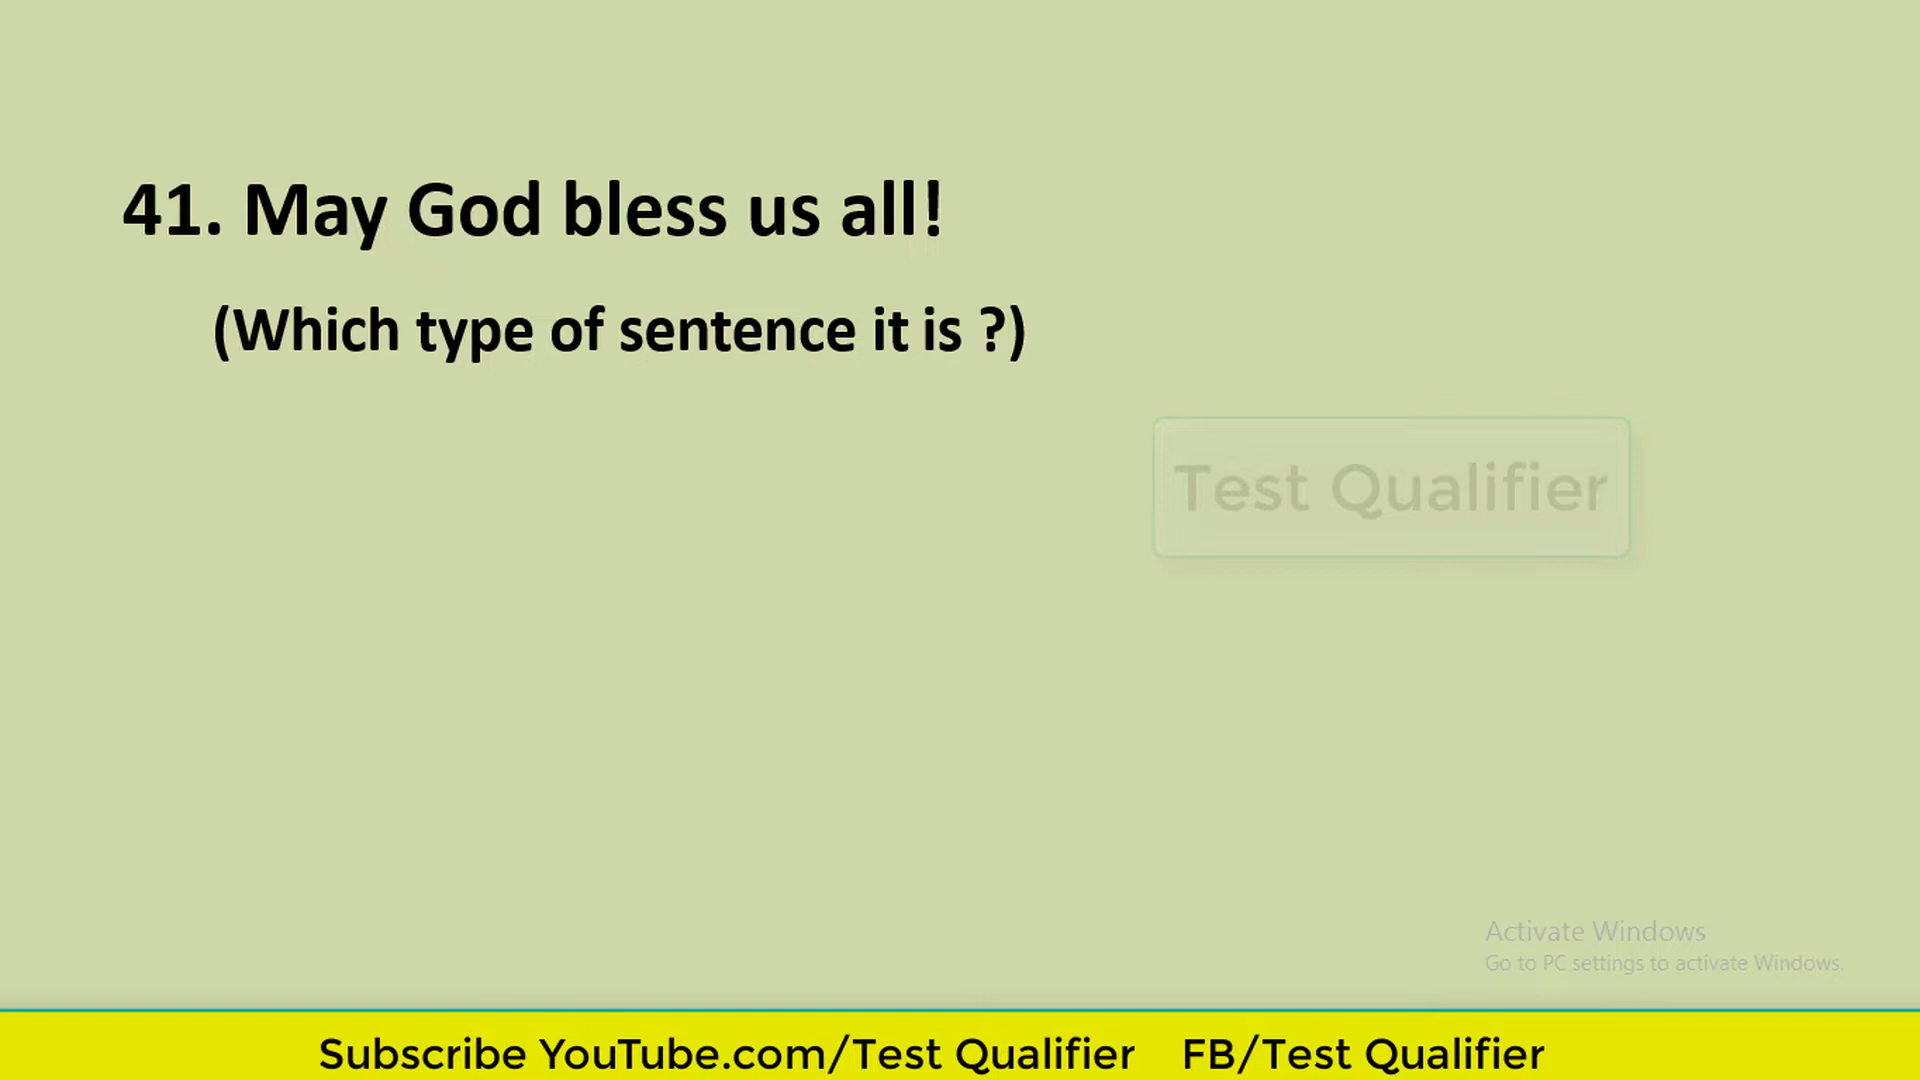 41. May God bless us all!
(Which type of sentence it is ?)
Test Qualifier
Activate Windows
Go to PC settings to activate Windows.
Subscribe YouTube.com/Test Qualifier FB/Test Qualifier